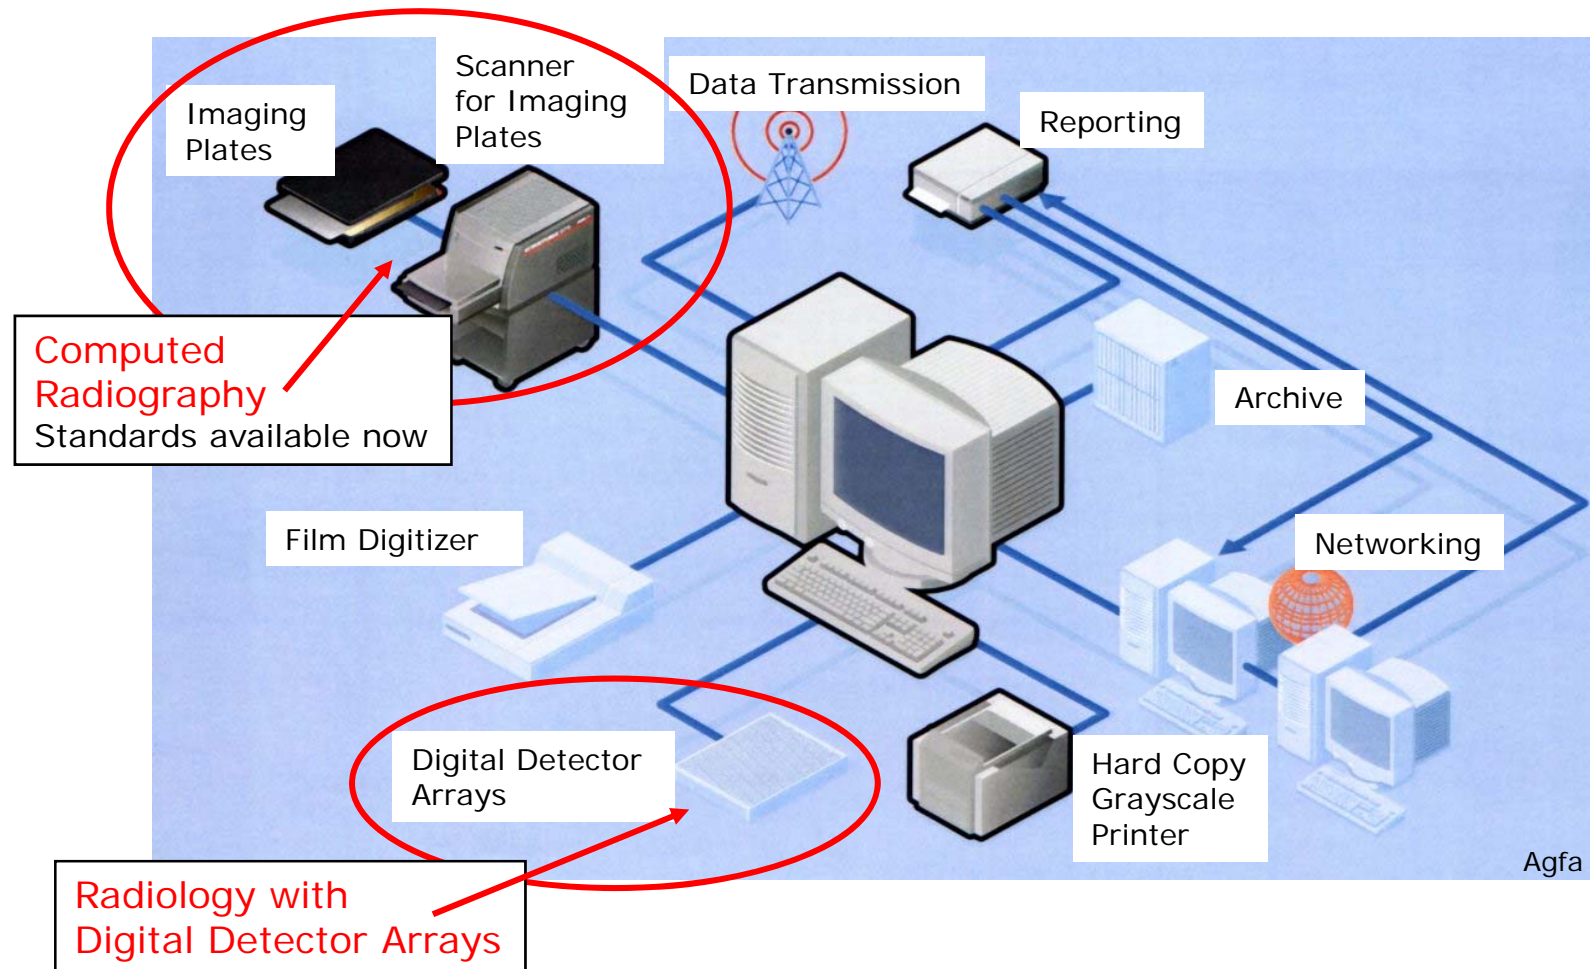 Scanner
for Imaging
Plates
Imaging
Plates
Data Transmission
Reporting
Computed
Radiography
Standards available now
Archive
Film Digitizer
Networking
Digital Detector
Arrays
Hard Copy
Grayscale
Printer
Agfa
Radiology with
Digital Detector Arrays